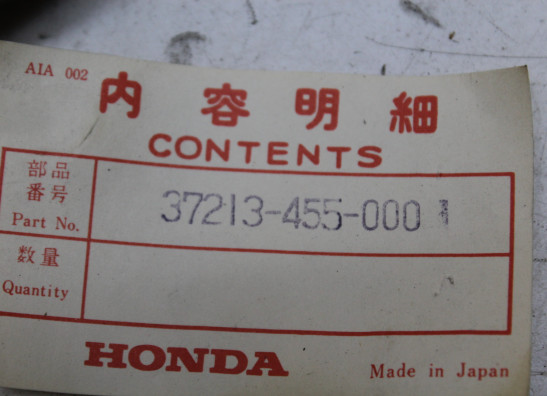 AIA 002
内容明細
CONTENTS
部品
番号
Part No.
37213-455-000 1
数量
Quantity
HONDA
Made in Japan